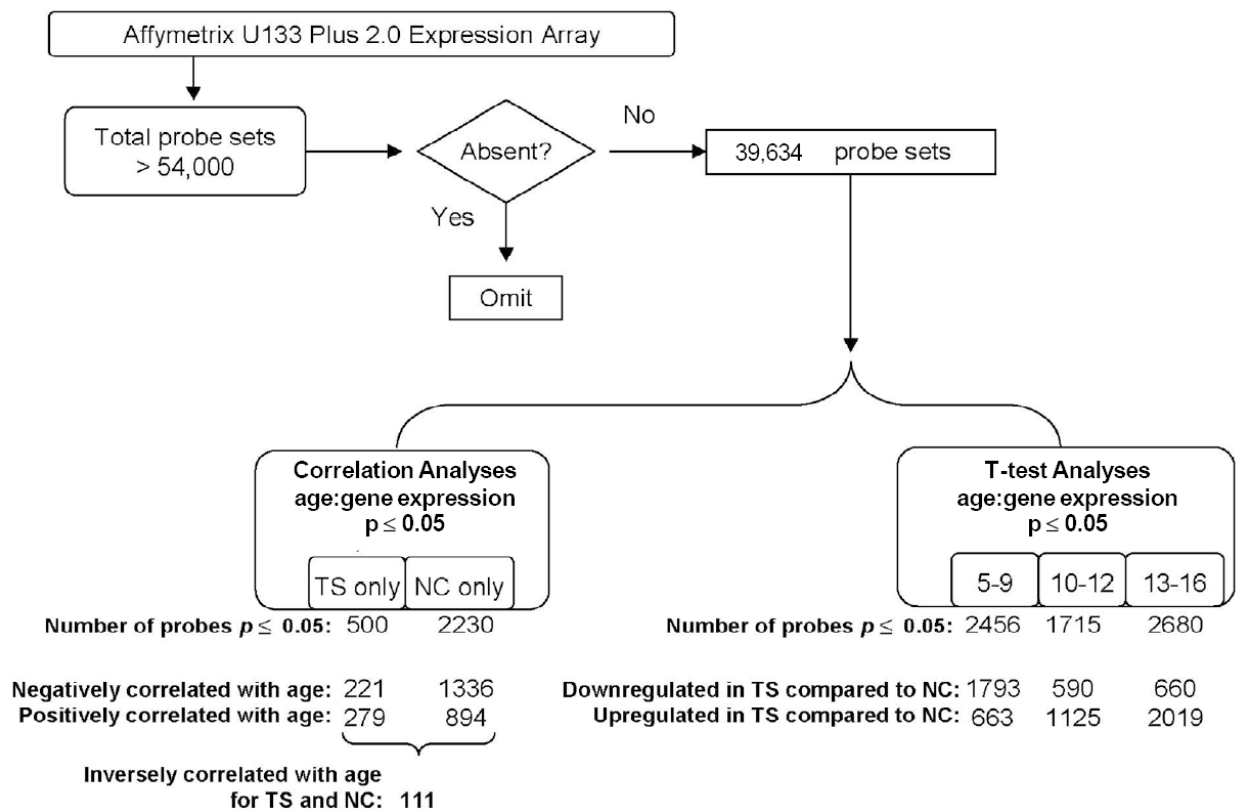 Affymetrix U133 Plus 2.0 Expression Array
Total probe sets
> 54,000
Absent?
No
39,634 probe sets
Yes
Omit
Correlation Analyses
age:gene expression
p ≤ 0.05
TS only NC only
Number of probes p ≤ 0.05: 500 2230
Negatively correlated with age: 221 1336
Positively correlated with age: 279 894
Inversely correlated with age
for TS and NC: 111
T-test Analyses
age:gene expression
p ≤ 0.05
5-9 10-12 13-16
Number of probes p ≤ 0.05: 2456 1715 2680
Downregulated in TS compared to NC: 1793 590 660
Upregulated in TS compared to NC: 663 1125 2019